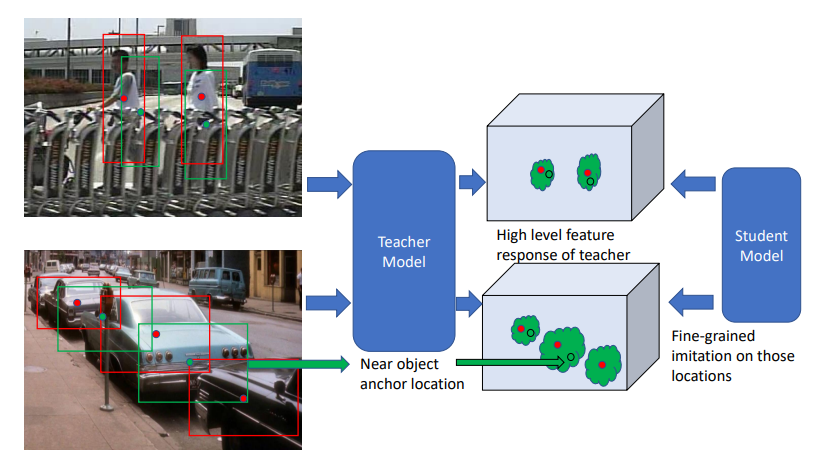 Teacher
Model
High level feature
response of teacher
Student
Model
Near object
anchor location
Fine-grained
imitation on those
locations